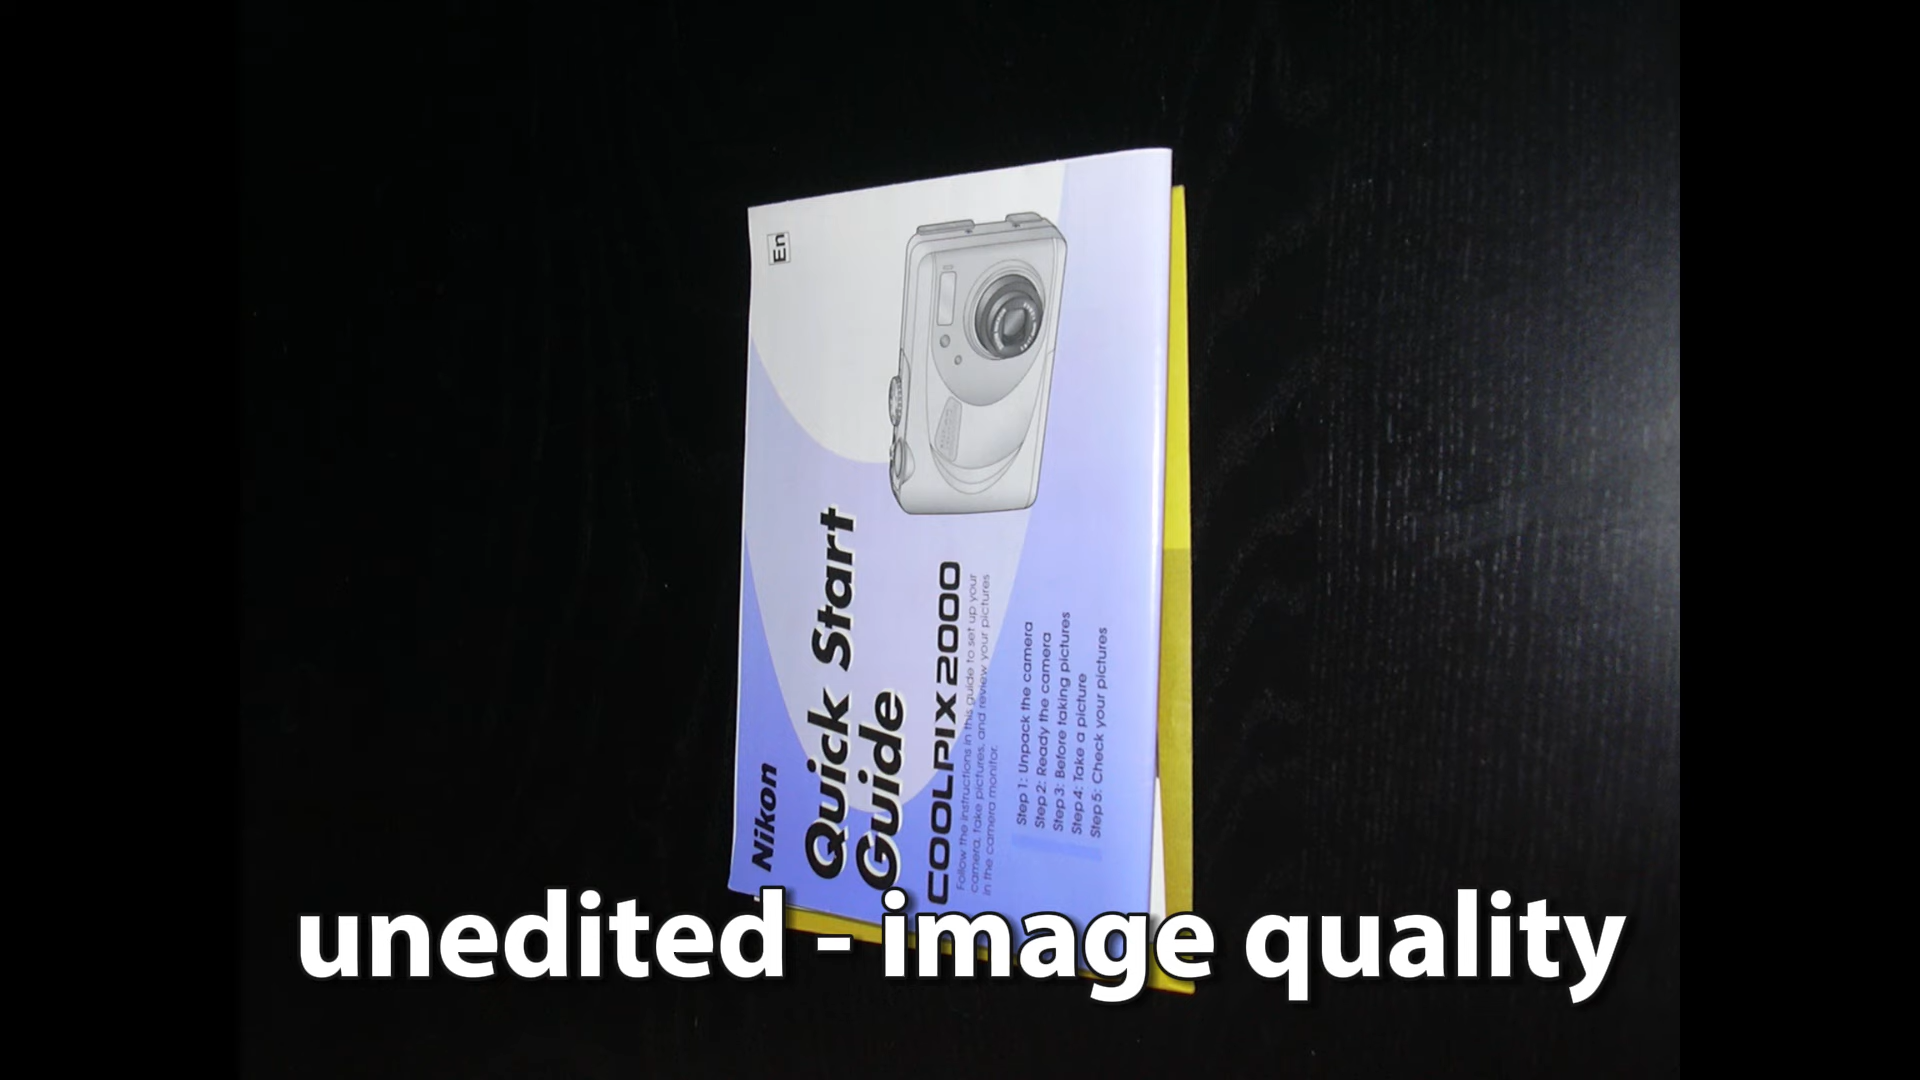 En
Nikon
Quick Start
Guide
COOLPIX2000
Follow the instructions in this guide to set up your
camera, take pictures, and review your pictures
in the camera monitor.
Step 1: Unpack the camera
Step 2: Ready the camera
Step 3: Before taking pictures
Step 4: Take a picture
Step 5: Check your pictures
unedited - image quality